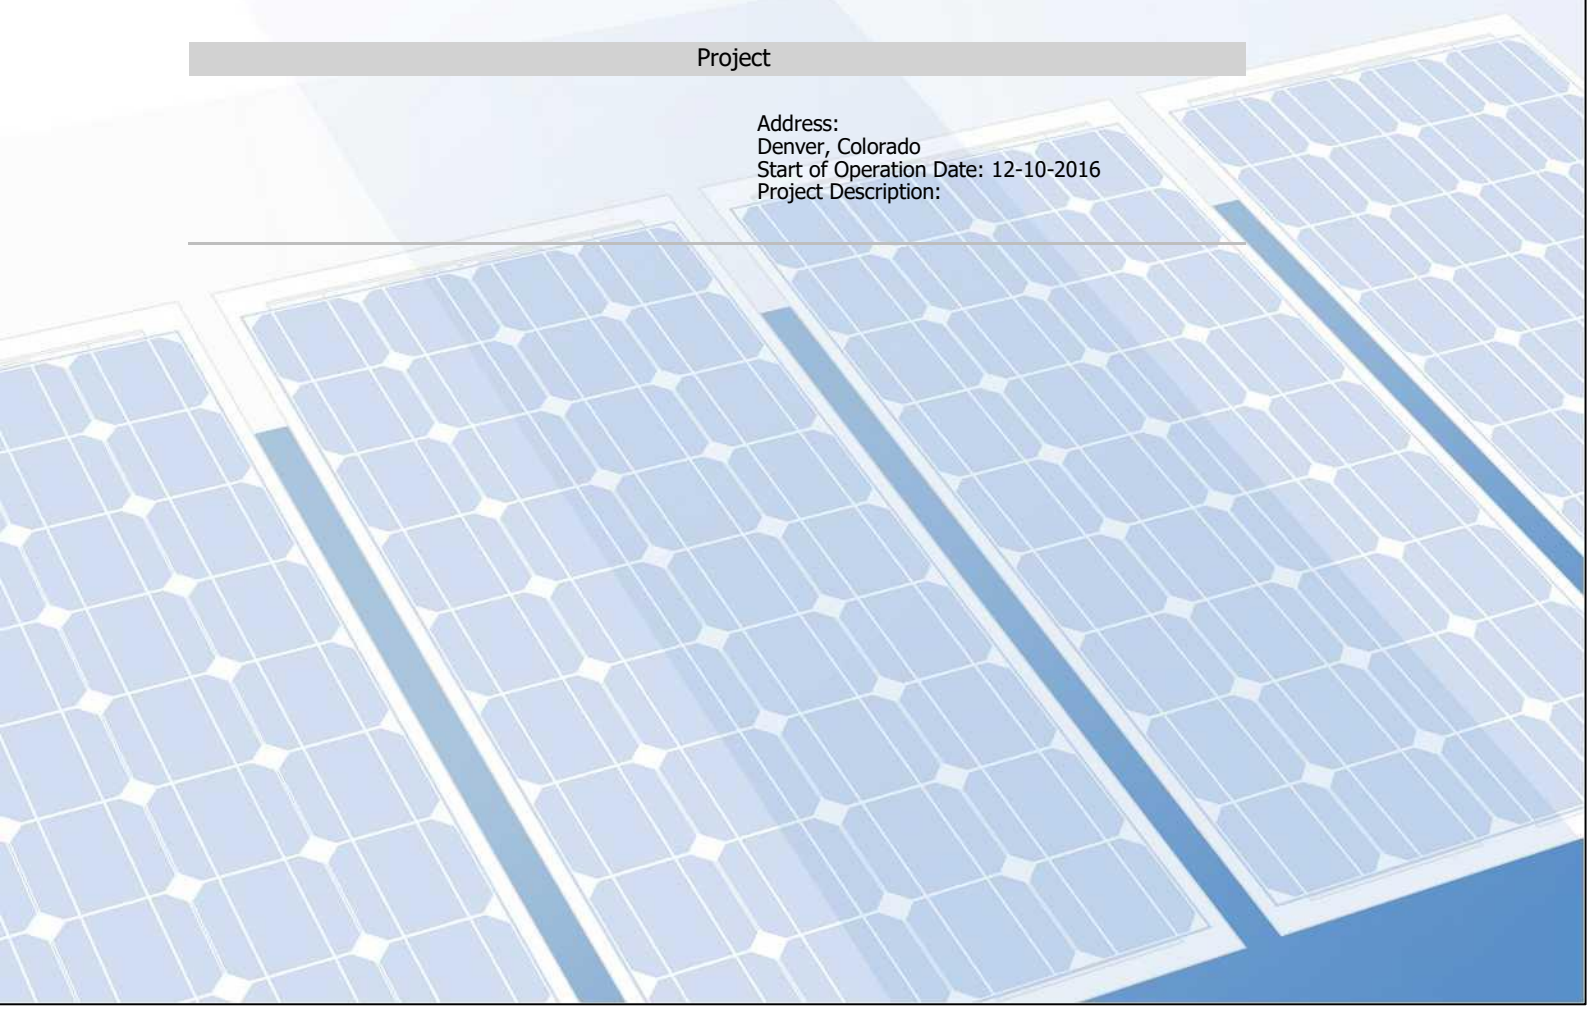 Project
Address:
Denver, Colorado
Start of Operation Date: 12-10-2016
Project Description: